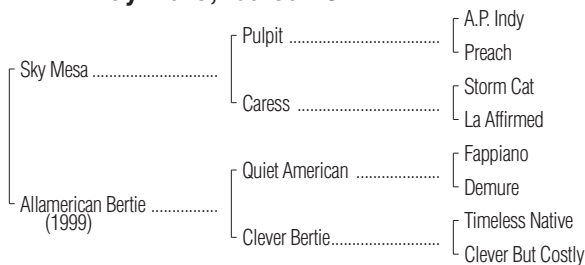 A.P. Indy
Pulpit
Preach
Sky Mesa
Storm Cat
Caress
La Affirmed
Fappiano
Quiet American
Demure
Allamerican Bertie
(1999)
Timeless Native
Clever Bertie
Clever But Costly